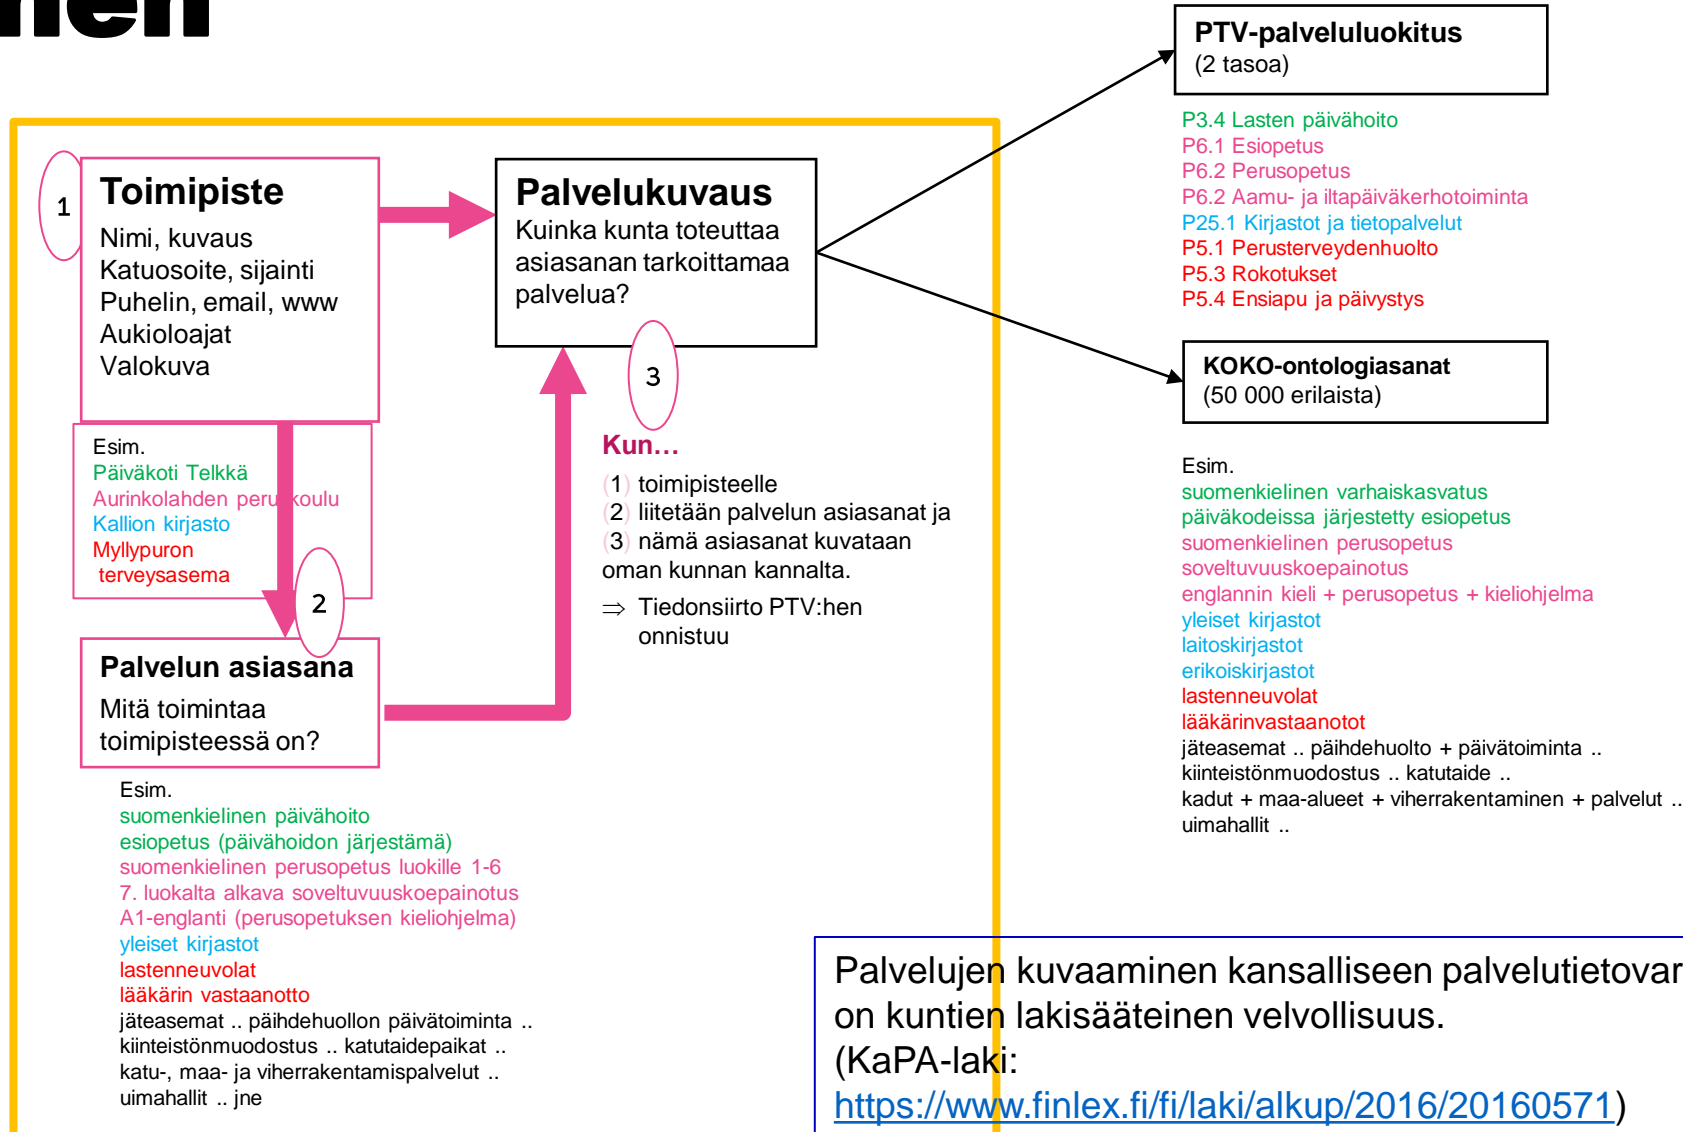 1
Toimipiste
Nimi, kuvaus
Katuosoite, sijainti
Puhelin, email, www
Aukioloajat
Valokuva
Esim.
Päiväkoti Telkkä
Aurinkolahden peruskoulu
Kallion kirjasto
Myllypuron
terveysasema
2
Palvelun asiasana
Mitä toimintaa
toimipisteessä on?
Esim.
suomenkielinen päivähoito
esiopetus (päivähoidon järjestämä)
suomenkielinen perusopetus luokille 1-6
7. luokalta alkava soveltuvuuskoepainotus
A1-englanti (perusopetuksen kieliohjelma)
yleiset kirjastot
lastenneuvolat
lääkärin vastaanotto
jäteasemat .. päihdehuollon päivätoiminta ..
kiinteistönmuodostus .. katutaidepaikat ..
katu-, maa- ja viherrakentamispalvelut ..
uimahallit .. jne
Palvelukuvaus
Kuinka kunta toteuttaa
asiasanan tarkoittamaa
palvelua?
3
Kun…
(1) toimipisteelle
(2) liitetään palvelun asiasanat ja
(3) nämä asiasanat kuvataan
oman kunnan kannalta.
⇒ Tiedonsiirto PTV:hen
onnistuu
PTV-palveluluokitus
(2 tasoa)
P3.4 Lasten päivähoito
P6.1 Esiopetus
P6.2 Perusopetus
P6.2 Aamu- ja iltapäiväkerhotoiminta
P25.1 Kirjastot ja tietopalvelut
P5.1 Perusterveydenhuolto
P5.3 Rokotukset
P5.4 Ensiapu ja päivystys
KOKO-ontologiasanat
(50 000 erilaista)
Esim.
suomenkielinen varhaiskasvatus
päiväkodeissa järjestetty esiopetus
suomenkielinen perusopetus
soveltuvuuskoepainotus
englannin kieli + perusopetus + kieliohjelma
yleiset kirjastot
laitoskirjastot
erikoiskirjastot
lastenneuvolat
lääkärinvastaanotot
jäteasemat .. päihdehuolto + päivätoiminta ..
kiinteistönmuodostus .. katutaide ..
kadut + maa-alueet + viherrakentaminen + palvelut ..
uimahallit ..
Palvelujen kuvaaminen kansalliseen palvelutietovar
on kuntien lakisääteinen velvollisuus.
(KaPA-laki:
https://www.finlex.fi/fi/laki/alkup/2016/20160571)